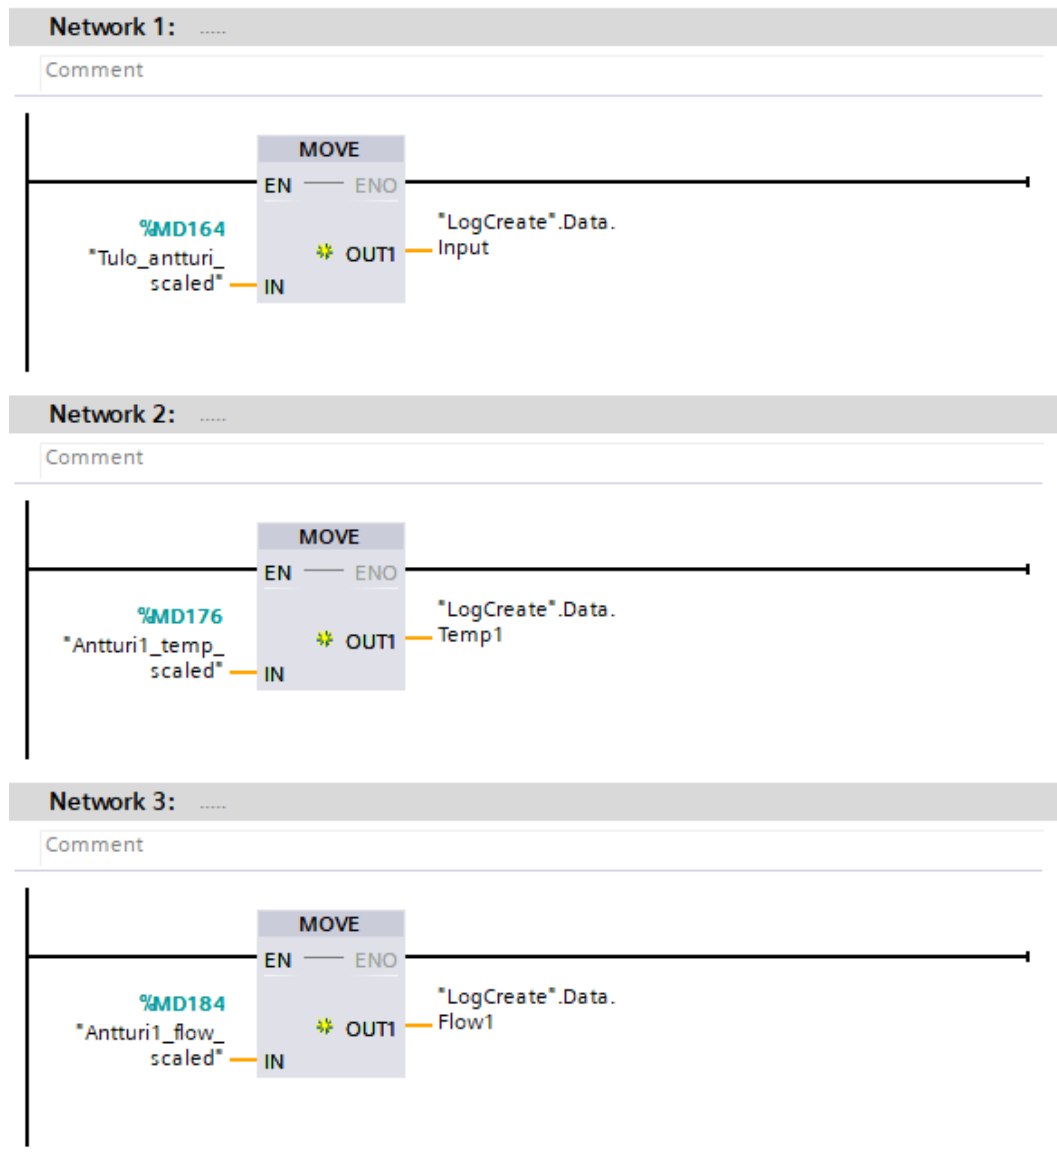 Network 1: .....
Comment
MOVE
EN ENO
%MD164
"Tulo_antturi_
scaled"
IN
OUT1
"LogCreate".Data.
Input
Network 2: .....
Comment
MOVE
EN ENO
%MD176
"Antturi1_temp_
scaled"
IN
OUT1
"LogCreate".Data.
Temp1
Network 3: .....
Comment
MOVE
EN ENO
%MD184
"Antturi1_flow_
scaled"
IN
OUT1
"LogCreate".Data.
Flow1